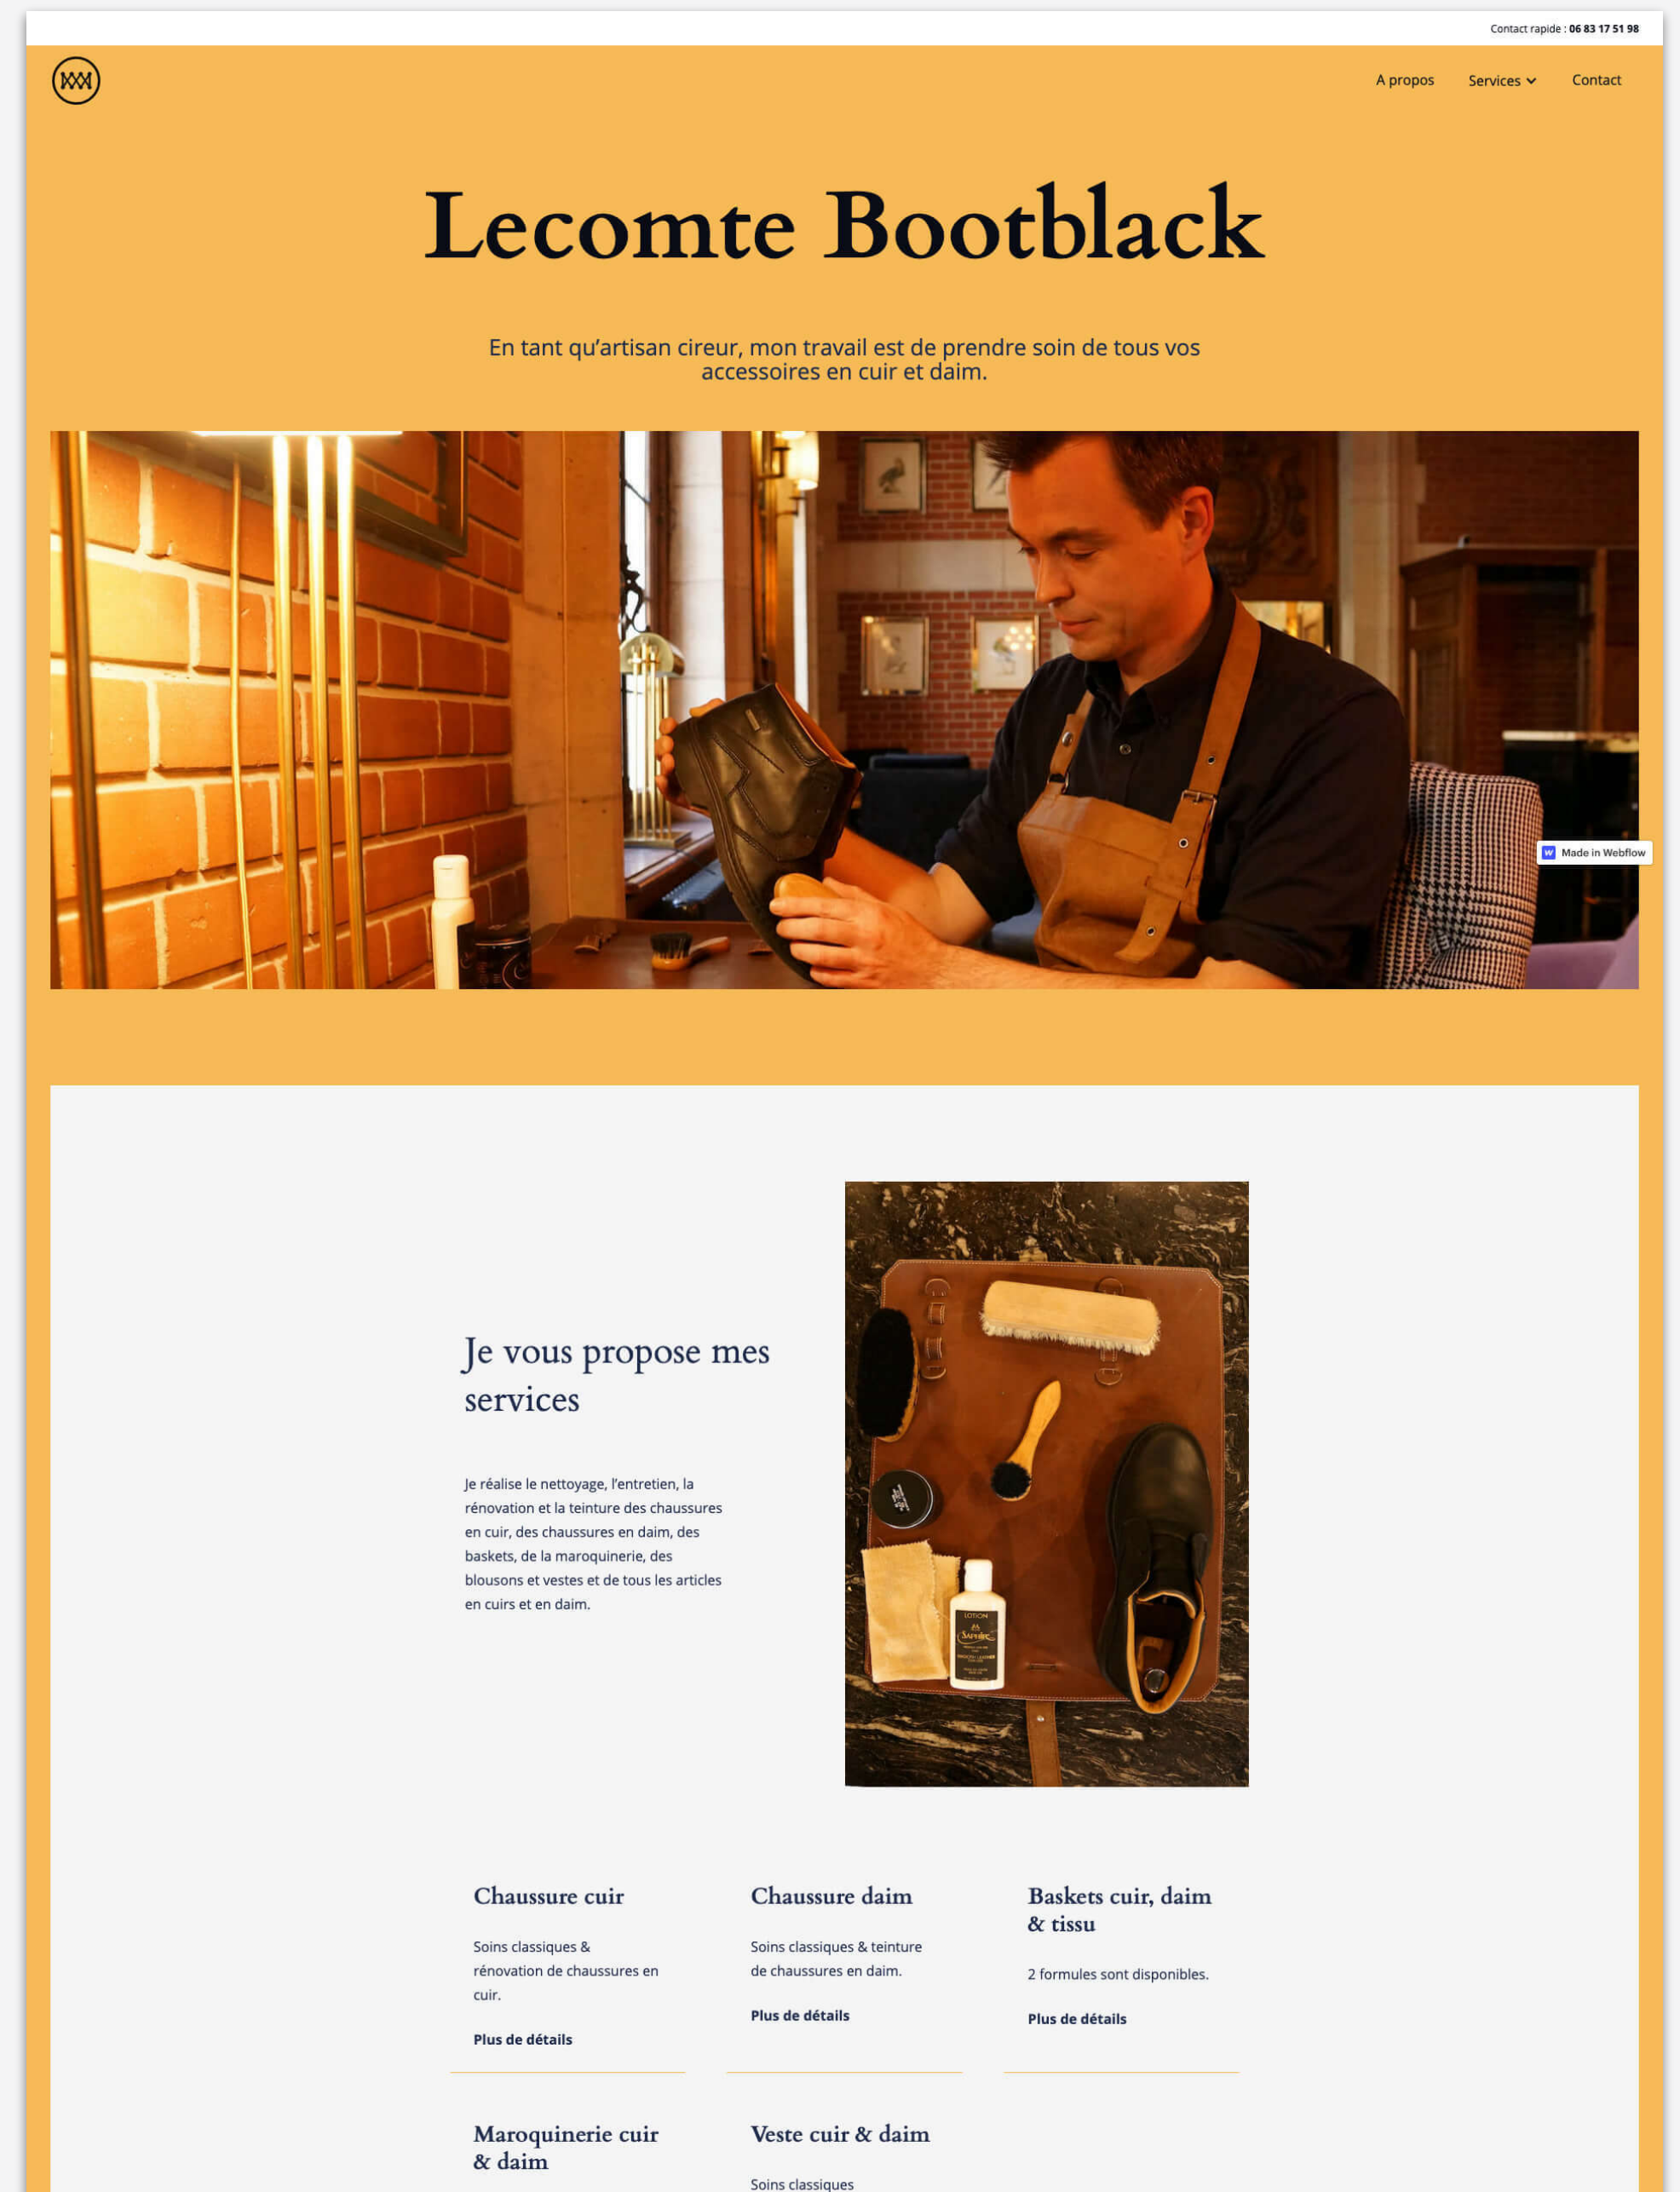 Contact rapide : 06 83 17 51 98
A propos
Services
Contact
Lecomte Bootblack
En tant qu’artisan cireur, mon travail est de prendre soin de tous vos
accessoires en cuir et daim.
Made in Webflow
Je vous propose mes
services
Je réalise le nettoyage, l’entretien, la
rénovation et la teinture des chaussures
en cuir, des chaussures en daim, des
baskets, de la maroquinerie, des
blousons et vestes et de tous les articles
en cuirs et en daim.
LOTION
SAPHIR
Chaussure cuir
Soins classiques &
rénovation de chaussures en
cuir.
Plus de détails
Chaussure daim
Soins classiques & teinture
de chaussures en daim.
Plus de détails
Baskets cuir, daim
& tissu
2 formules sont disponibles.
Plus de détails
Maroquinerie cuir
& daim
Veste cuir & daim
Soins classiques